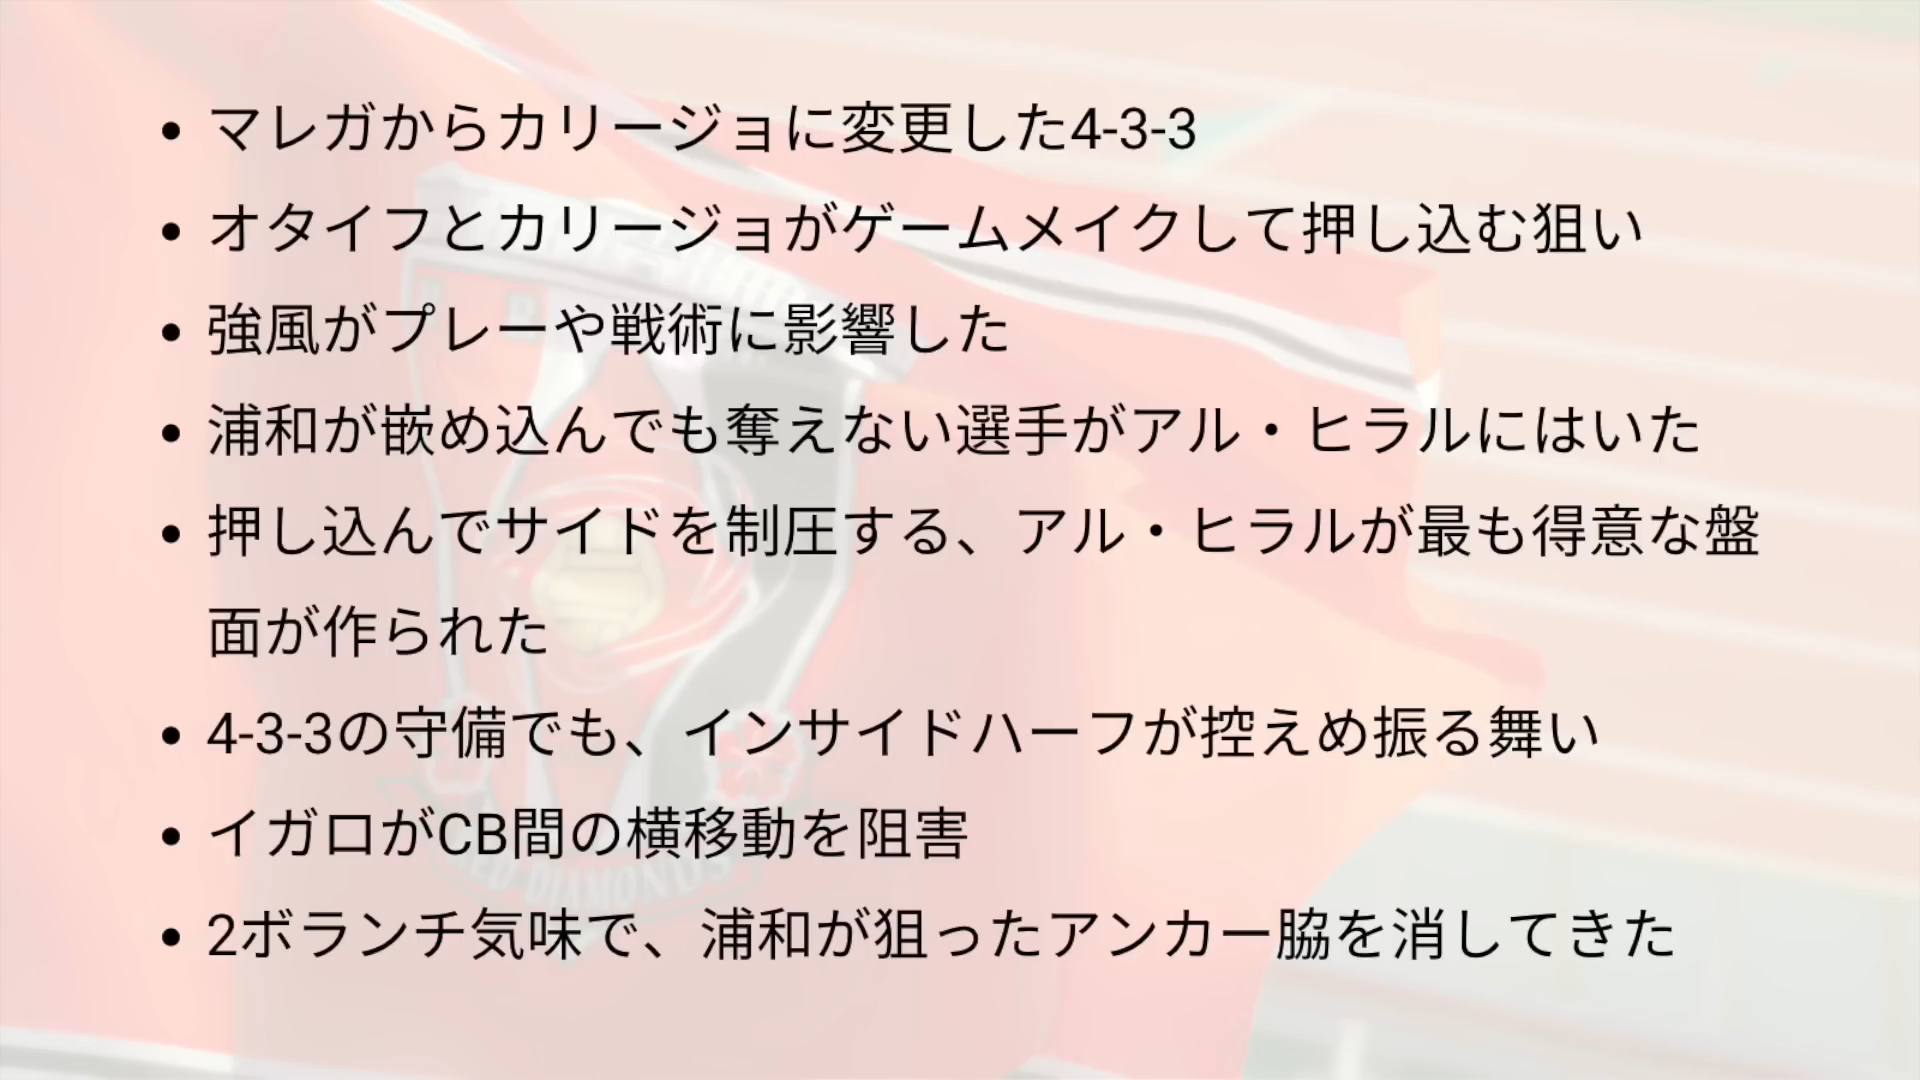 ・マレガからカリージョに変更した4-3-3
・オタイフとカリージョがゲームメイクして押し込む狙い
・強風がプレーや戦術に影響した
・浦和が嵌め込んでも奪えない選手がアル・ヒラルにはいた
・押し込んでサイドを制圧する、アル・ヒラルが最も得意な盤
面が作られた
・4-3-3の守備でも、インサイドハーフが控えめ振る舞い
・イガロがCB間の横移動を阻害
・2ボランチ気味で、浦和が狙ったアンカー脇を消してきた
RED DIAMONDS